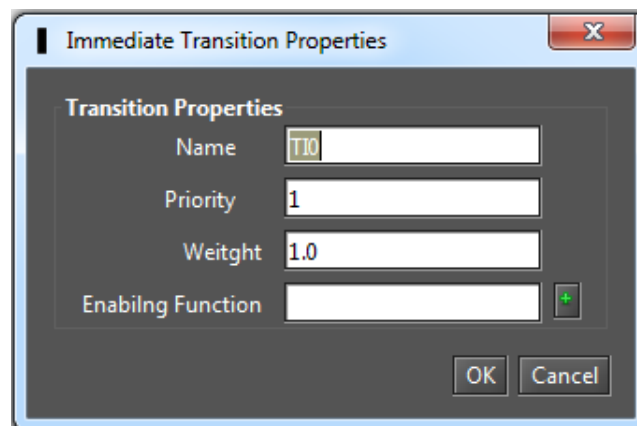 Immediate Transition Properties
Transition Properties
Name TI0
Priority 1
Weitght 1.0
Enabilng Function +
OK Cancel